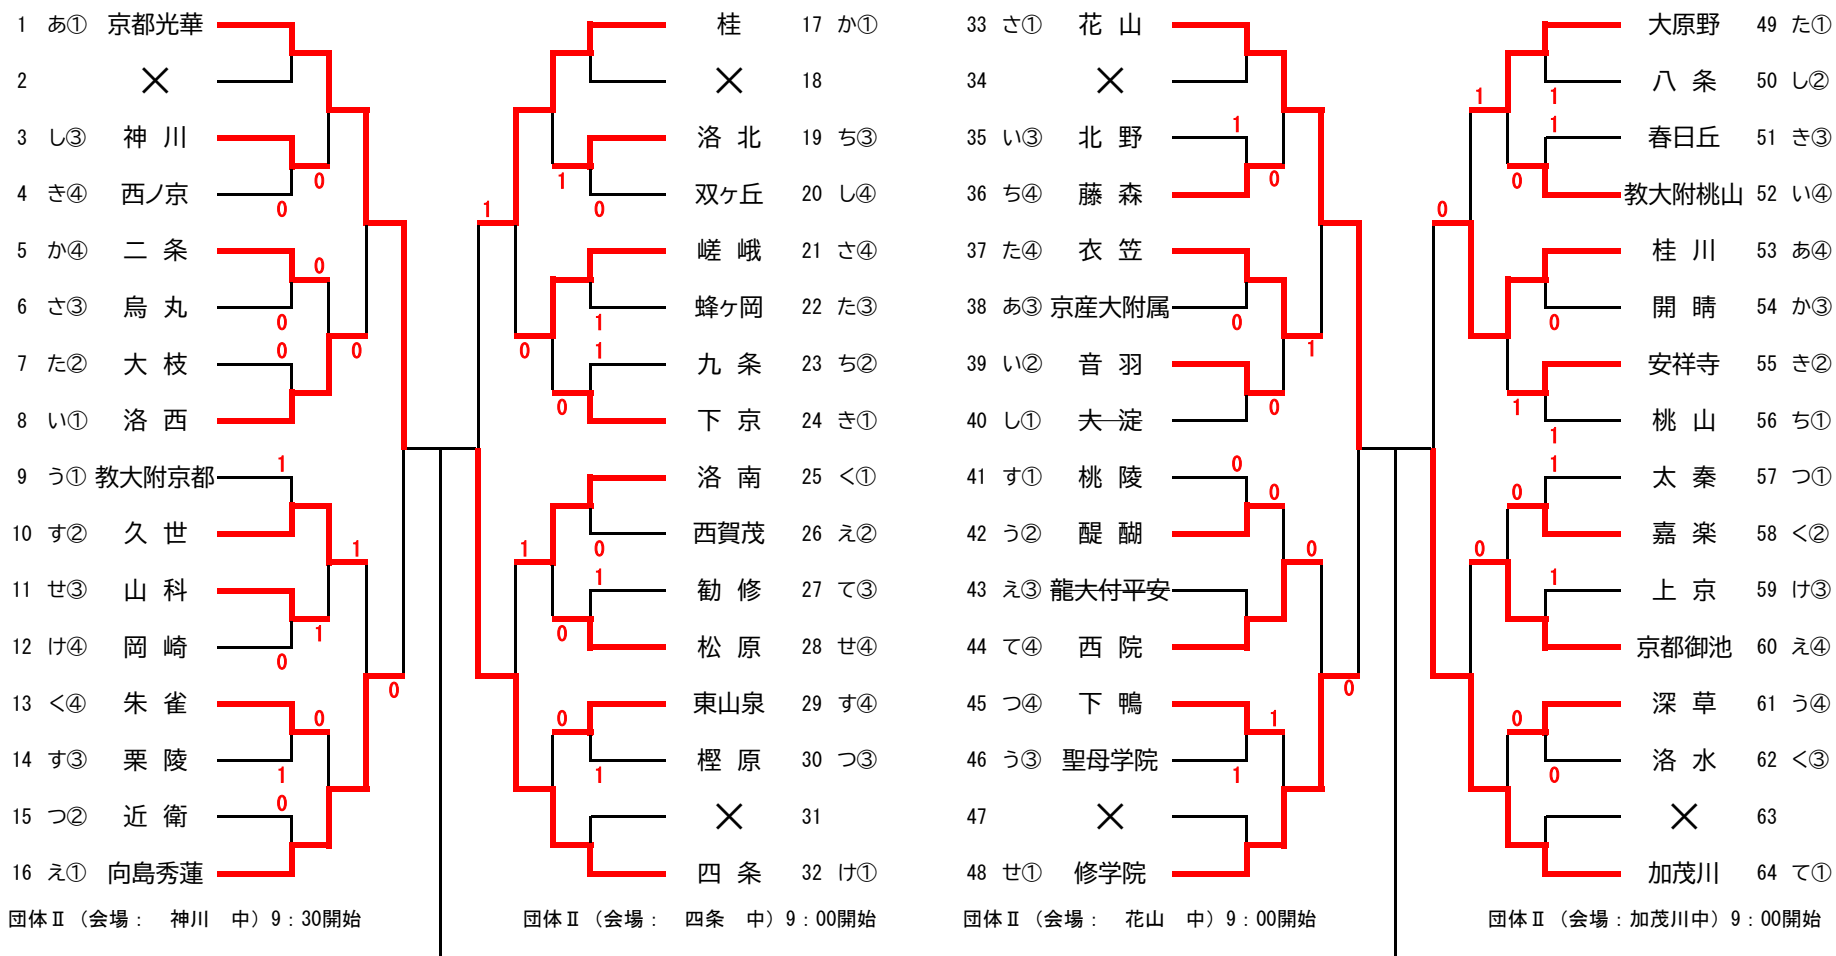 1 あ① 京都光華
2 ×
3 し③ 神川
0
4 き④ 西ノ京
0
5 か④ 二条
0
6 さ③ 烏丸
0
7 た② 大枝
0
0
8 い① 洛西
9 う① 教大附京都
1
10 す② 久世
1
11 せ③ 山科
1
12 け④ 岡崎
0
0
13 く④ 朱雀
0
14 す③ 栗陵
1
15 つ② 近衛
0
16 え① 向島秀蓮
団体Ⅱ(会場: 神川 中)9:30開始
桂 17 か①
× 18
洛北 19 ち③
1
双ヶ丘 20 し④
0
1
嵯峨 21 さ④
蜂ヶ岡 22 た③
1
0
九条 23 ち②
1
下京 24 き①
0
洛南 25 く①
西賀茂 26 え②
0
1
勧修 27 て③
1
松原 28 せ④
0
東山泉 29 す④
0
樫原 30 つ③
1
× 31
四条 32 け①
団体Ⅱ(会場: 四条 中)9:00開始
33 さ① 花山
34 ×
35 い③ 北野
1
36 ち④ 藤森
0
37 た④ 衣笠
38 あ③ 京産大附属
0
1
39 い② 音羽
0
40 し① 大淀
41 す① 桃陵
0
42 う② 醍醐
0
0
43 え③ 龍大付平安
44 て④ 西院
0
45 つ④ 下鴨
1
46 う③ 聖母学院
1
47 ×
48 せ① 修学院
団体Ⅱ(会場: 花山 中)9:00開始
大原野 49 た①
八条 50 し②
1
1
春日丘 51 き③
1
教大附桃山 52 い④
0
0
桂川 53 あ④
開睛 54 か③
0
安祥寺 55 き②
1
桃山 56 ち①
1
太秦 57 つ①
1
嘉楽 58 く②
0
0
上京 59 け③
1
京都御池 60 え④
深草 61 う④
0
洛水 62 く③
0
× 63
加茂川 64 て①
団体Ⅱ(会場:加茂川中)9:00開始